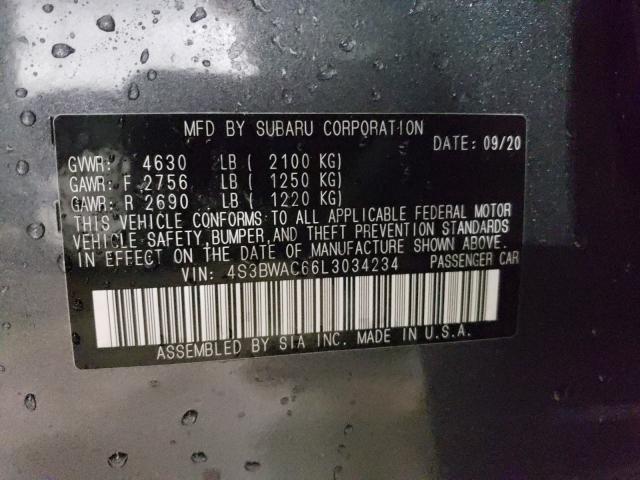 MFD BY SUBARU CORPORATION
DATE: 09/20
GVWR: 4630 LB ( 2100 KG)
GAWR: F 2756 LB ( 1250 KG)
GAWR: R 2690 LB ( 1220 KG)
THIS VEHICLE CONFORMS TO ALL APPLICABLE FEDERAL MOTOR
VEHICLE SAFETY, BUMPER, AND THEFT PREVENTION STANDARDS
IN EFFECT ON THE DATE OF MANUFACTURE SHOWN ABOVE.
VIN: 4S3BWAC66L3034234 PASSENGER CAR
ASSEMBLED BY SIA INC. MADE IN U.S.A.